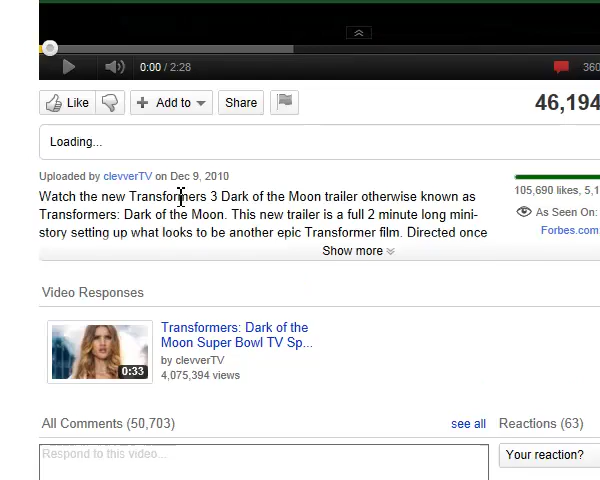 0:00 / 2:28
360
Like
Add to
Share
46,194
Loading...
Uploaded by clevverTV on Dec 9, 2010
Watch the new Transformers 3 Dark of the Moon trailer otherwise known as
Transformers: Dark of the Moon. This new trailer is a full 2 minute long mini-
story setting up what looks to be another epic Transformer film. Directed once
Show more
105,690 likes, 5,1
As Seen On:
Forbes.com
Video Responses
0:33
Transformers: Dark of the
Moon Super Bowl TV Sp...
by clevverTV
4,075,394 views
All Comments (50,703)
see all
Reactions (63)
Respond to this video...
Your reaction?